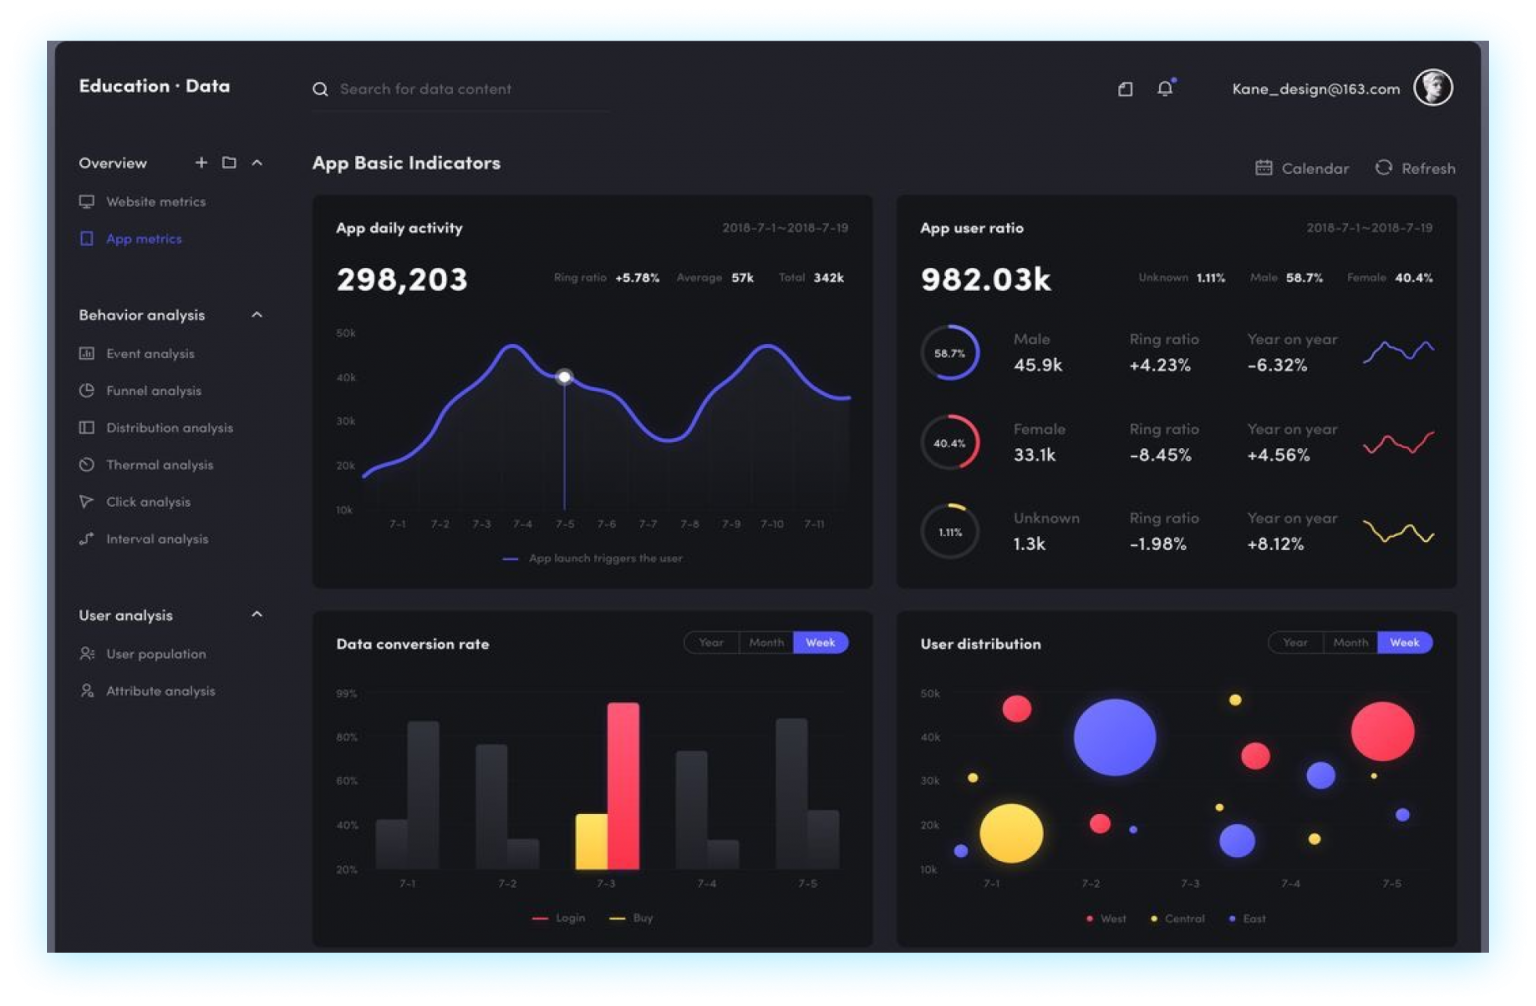 Education · Data
Search for data content
Kane_design@163.com
Overview
Website metrics
App metrics
Behavior analysis
Event analysis
Funnel analysis
Distribution analysis
Thermal analysis
Click analysis
Interval analysis
User analysis
User population
Attribute analysis
App Basic Indicators
Calendar
Refresh
App daily activity
2018-7-1~2018-7-19
298,203
Ring ratio +5.78% Average 57k Total 342k
50k
40k
30k
20k
10k
7-1 7-2 7-3 7-4 7-5 7-6 7-7 7-8 7-9 7-10 7-11
App launch triggers the user
App user ratio
2018-7-1~2018-7-19
982.03k
Unknown 1.11% Male 58.7% Female 40.4%
58.7%
Male Ring ratio Year on year
45.9k +4.23% -6.32%
40.4%
Female Ring ratio Year on year
33.1k -8.45% +4.56%
1.11%
Unknown Ring ratio Year on year
1.3k -1.98% +8.12%
Data conversion rate
Year Month Week
99%
80%
60%
40%
20%
7-1 7-2 7-3 7-4 7-5
Login Buy
User distribution
Year Month Week
50k
40k
30k
20k
10k
7-1 7-2 7-3 7-4 7-5
West Central East